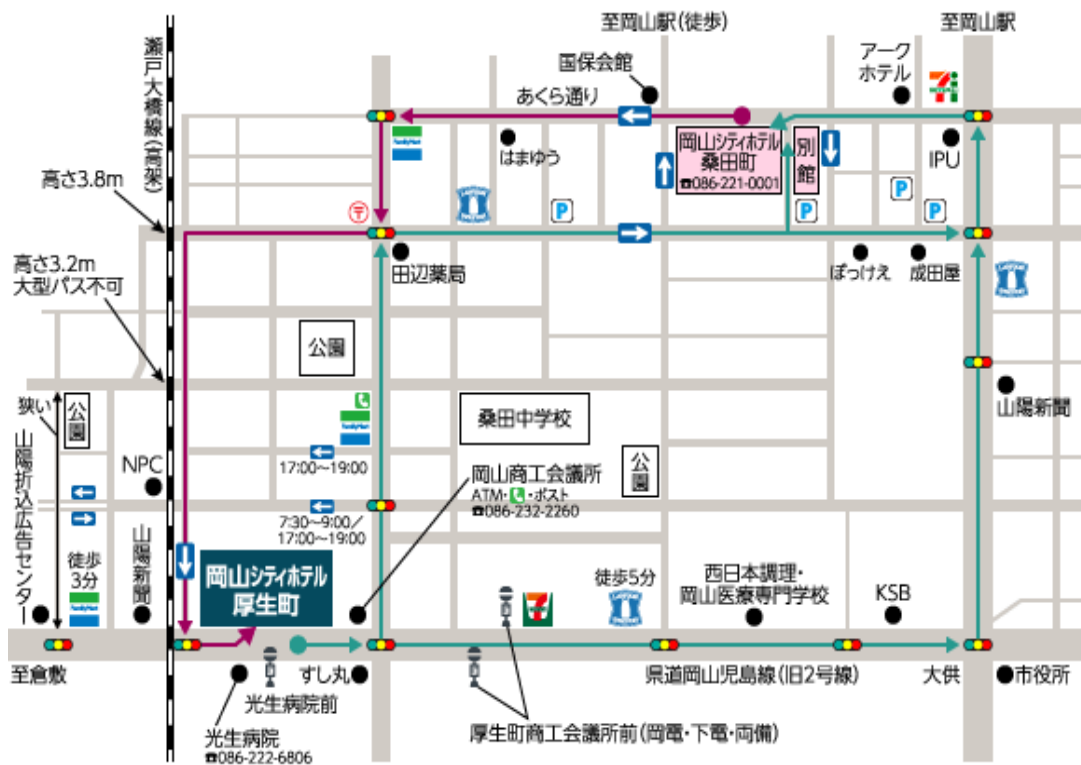 至岡山駅(徒歩)
至岡山駅
瀬戸大橋線(高架)
国保会館
アーク
ホテル
あくら通り
はまゆう
岡山シティホテル
桑田町
☎086-221-0001
別館
IPU
高さ3.8m
〒
P
P
P
P
田辺薬局
ぼっけえ
成田屋
高さ3.2m
大型バス不可
公園
狭い
公園
山陽新聞
桑田中学校
NPC
17:00〜19:00
岡山商工会議所
ATM・・ポスト
☎086-232-2260
公園
7:30〜9:00/
17:00〜19:00
山陽折込広告センター
山陽新聞
徒歩
3分
FamilyMart
岡山シティホテル
厚生町
徒歩5分
西日本調理・
岡山医療専門学校
KSB
至倉敷
すし丸
県道岡山児島線(旧2号線)
大供
市役所
光生病院前
厚生町商工会議所前(岡電・下電・両備)
光生病院
☎086-222-6806